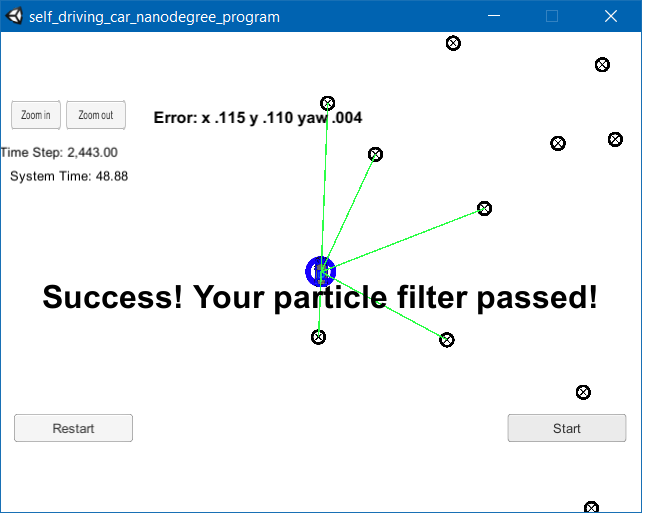 self_driving_car_nanodegree_program
Zoom in
Zoom out
Error: x .115 y .110 yaw .004
Time Step: 2,443.00
System Time: 48.88
Success! Your particle filter passed!
Restart
Start